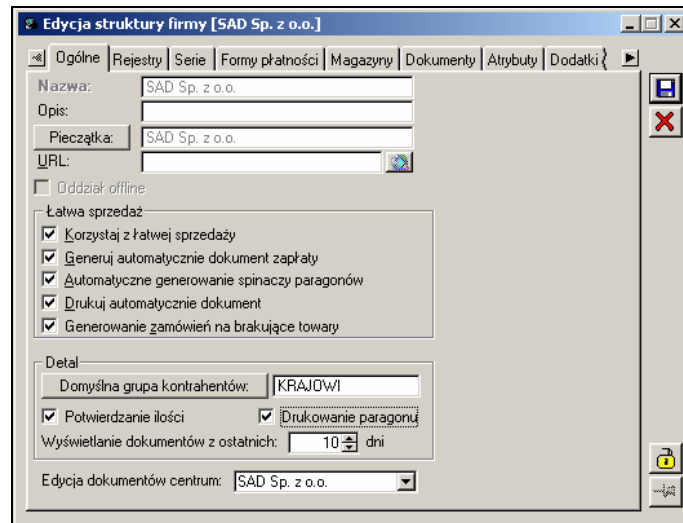 Edycja struktury firmy [SAD Sp. z o.o.]
Ogólne Rejestry Serie Formy płatności Magazyny Dokumenty Atrybuty Dodatki
Nazwa: SAD Sp. z o.o.
Opis:
Pieczątka: SAD Sp. z o.o.
URL:
Oddział offline
Łatwa sprzedaż
Korzystaj z łatwej sprzedaży
Generuj automatycznie dokument zapłaty
Automatyczne generowanie spinaczy paragonów
Drukuj automatycznie dokument
Generowanie zamówień na brakujące towary
Detal
Domyślna grupa kontrahentów: KRAJOWI
Potwierdzanie ilości Drukowanie paragonu
Wyświetlanie dokumentów z ostatnich: 10 dni
Edycja dokumentów centrum: SAD Sp. z o.o.